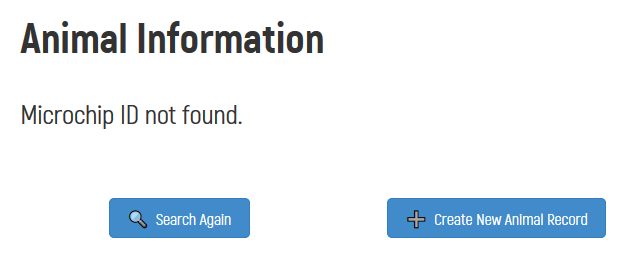 Animal Information
Microchip ID not found.
Search Again
Create New Animal Record